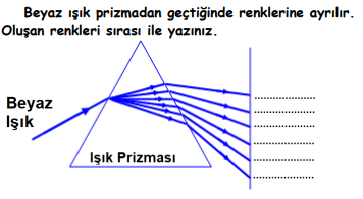 Beyaz ışık prizmadan geçtiğinde renklerine ayrılır.
Oluşan renkleri sırası ile yazınız.
Beyaz
Işık
Işık Prizması
....................
....................
....................
....................
....................
....................